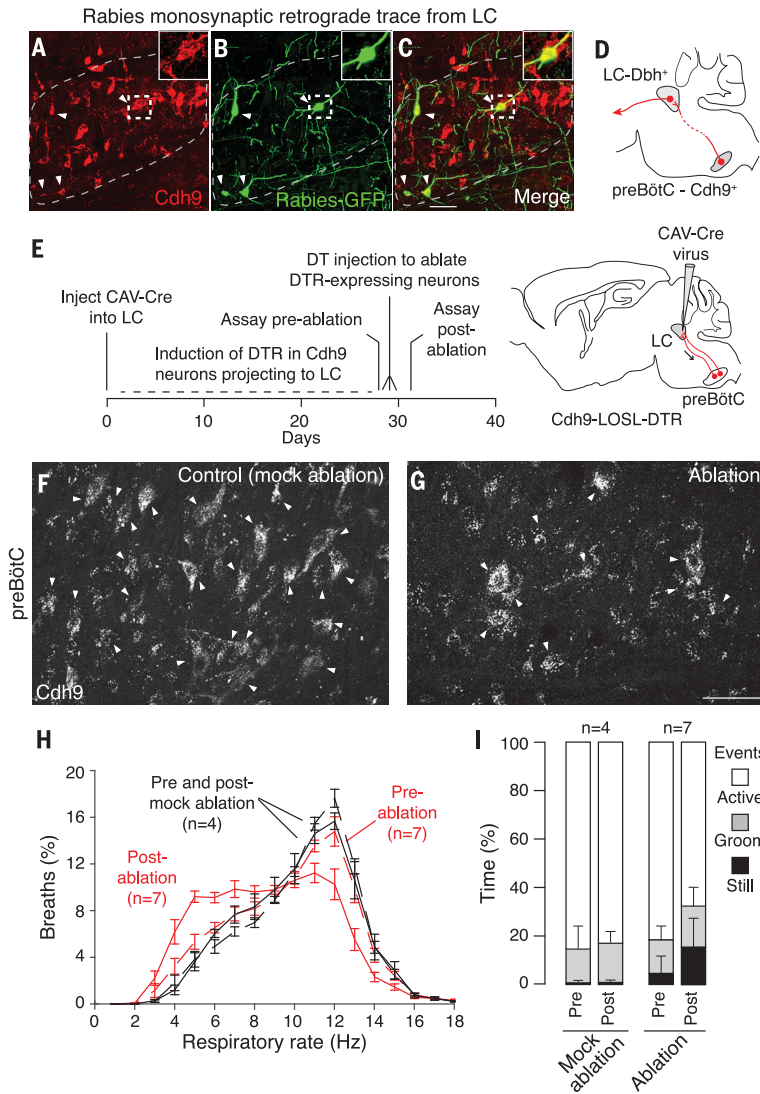 Rabies monosynaptic retrograde trace from LC
A
B
C
D
Cdh9
Rabies-GFP
Merge
LC-Dbh⁺
preBötC - Cdh9⁺
E
Inject CAV-Cre
into LC
Assay pre-ablation
DT injection to ablate
DTR-expressing neurons
Assay
post-
ablation
Induction of DTR in Cdh9
neurons projecting to LC
0
10
20
30
40
Days
CAV-Cre
virus
LC
preBötC
Cdh9-LOSL-DTR
F
Control (mock ablation)
G
Ablation
preBötC
Cdh9
H
Breaths (%)
20
16
12
8
4
0
Pre and post-
mock ablation
(n=4)
Pre-
ablation
(n=7)
Post-
ablation
(n=7)
0
2
4
6
8
10
12
14
16
18
Respiratory rate (Hz)
I
n=4
n=7
Time (%)
100
80
60
40
20
0
Events
Active
Groom
Still
Pre
Post
Pre
Post
Mock
ablation
Ablation